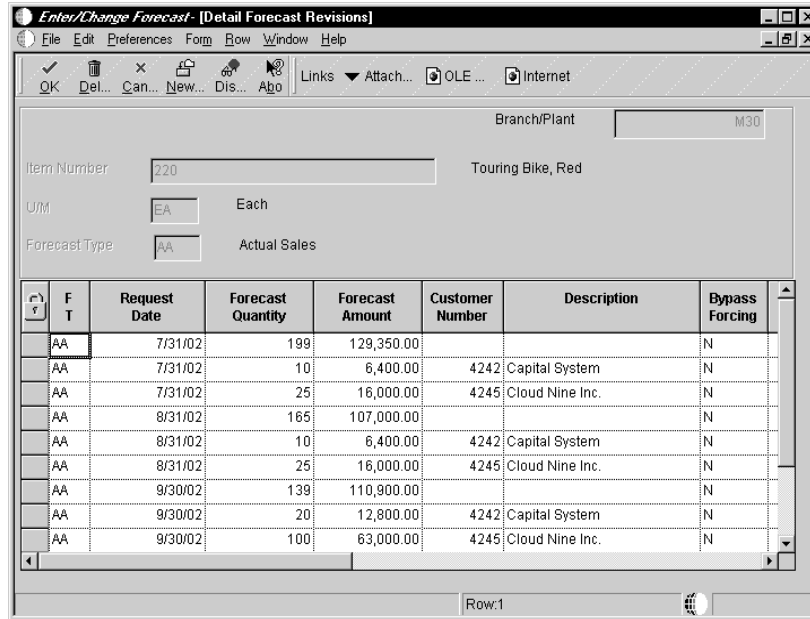 Enter/Change Forecast - [Detail Forecast Revisions]
File Edit Preferences Form Row Window Help
OK Del... Can... New... Dis... Abo Links Attach... OLE ... Internet
Branch/Plant M30
Item Number 220 Touring Bike, Red
U/M EA Each
Forecast Type AA Actual Sales
F T Request Date Forecast Quantity Forecast Amount Customer Number Description Bypass Forcing
AA 7/31/02 199 129,350.00 N
AA 7/31/02 10 6,400.00 4242 Capital System N
AA 7/31/02 25 16,000.00 4245 Cloud Nine Inc. N
AA 8/31/02 165 107,000.00 N
AA 8/31/02 10 6,400.00 4242 Capital System N
AA 8/31/02 25 16,000.00 4245 Cloud Nine Inc. N
AA 9/30/02 139 110,900.00 N
AA 9/30/02 20 12,800.00 4242 Capital System N
AA 9/30/02 100 63,000.00 4245 Cloud Nine Inc. N
Row:1